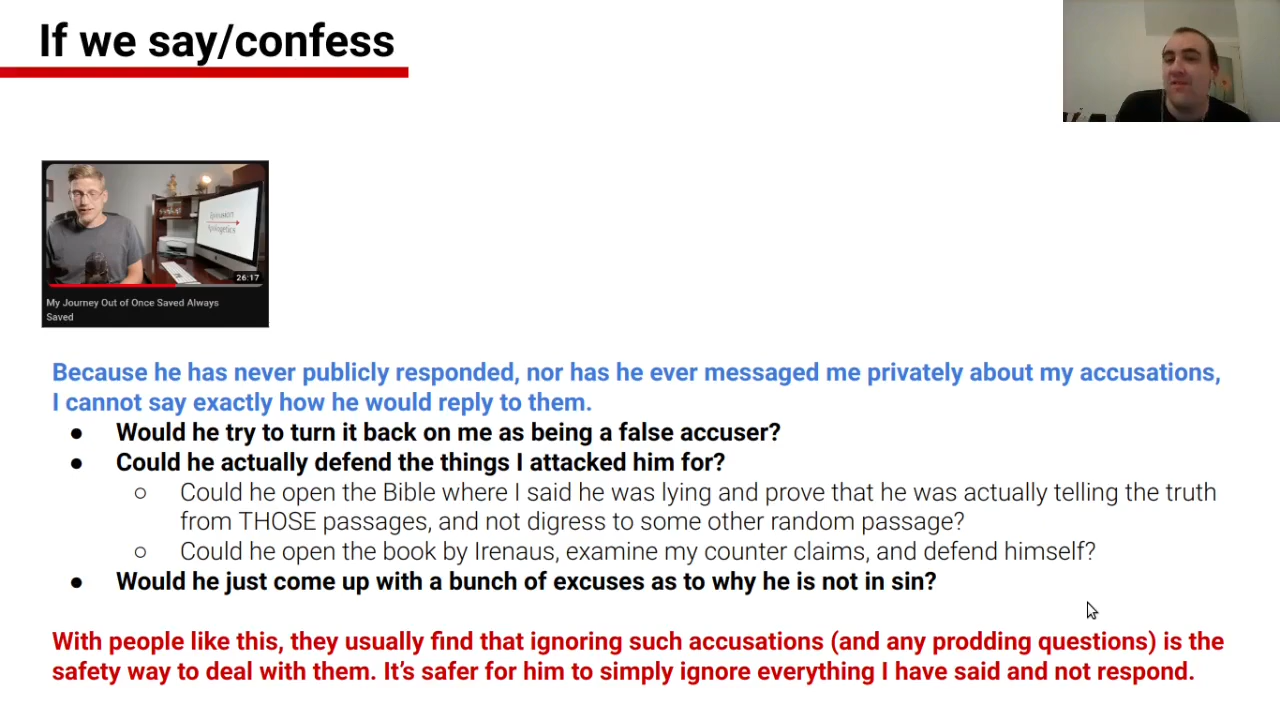 If we say/confess
26:17
My Journey Out of Once Saved Always
Saved
Because he has never publicly responded, nor has he ever messaged me privately about my accusations,
I cannot say exactly how he would reply to them.
● Would he try to turn it back on me as being a false accuser?
● Could he actually defend the things I attacked him for?
○ Could he open the Bible where I said he was lying and prove that he was actually telling the truth
from THOSE passages, and not digress to some other random passage?
○ Could he open the book by Irenaus, examine my counter claims, and defend himself?
● Would he just come up with a bunch of excuses as to why he is not in sin?
With people like this, they usually find that ignoring such accusations (and any prodding questions) is the
safety way to deal with them. It’s safer for him to simply ignore everything I have said and not respond.